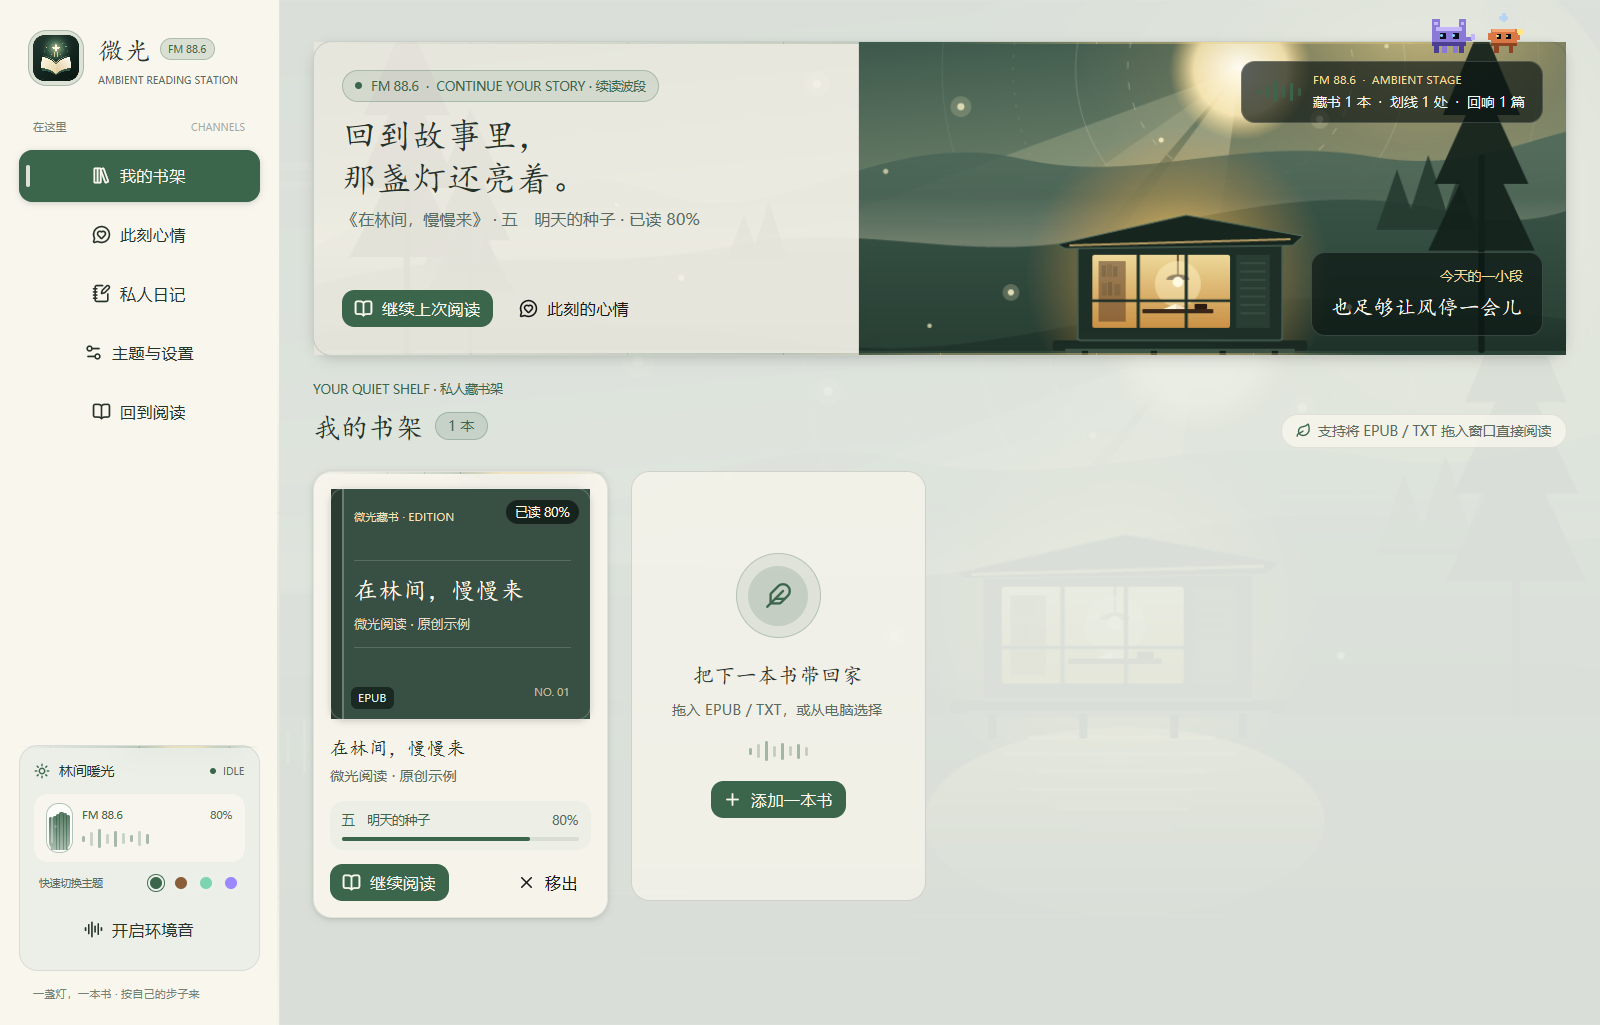 微光 FM 88.6
AMBIENT READING STATION
在这里 CHANNELS
我的书架
此刻心情
私人日记
主题与设置
回到阅读
林间暖光 IDLE
FM 88.6 80%
快速切换主题
开启环境音
一盏灯，一本书 · 按自己的步子来
FM 88.6 · CONTINUE YOUR STORY · 续读波段
回到故事里，
那盏灯还亮着。
《在林间，慢慢来》 · 五 明天的种子 · 已读 80%
继续上次阅读 此刻的心情
FM 88.6 · AMBIENT STAGE
藏书 1 本 · 划线 1 处 · 回响 1 篇
今天的一小段
也足够让风停一会儿
YOUR QUIET SHELF · 私人藏书架
我的书架 1 本
支持将 EPUB / TXT 拖入窗口直接阅读
微光藏书 · EDITION 已读 80%
在林间，慢慢来
微光阅读 · 原创示例
EPUB NO. 01
在林间，慢慢来
微光阅读 · 原创示例
五 明天的种子 80%
继续阅读 移出
把下一本书带回家
拖入 EPUB / TXT，或从电脑选择
添加一本书